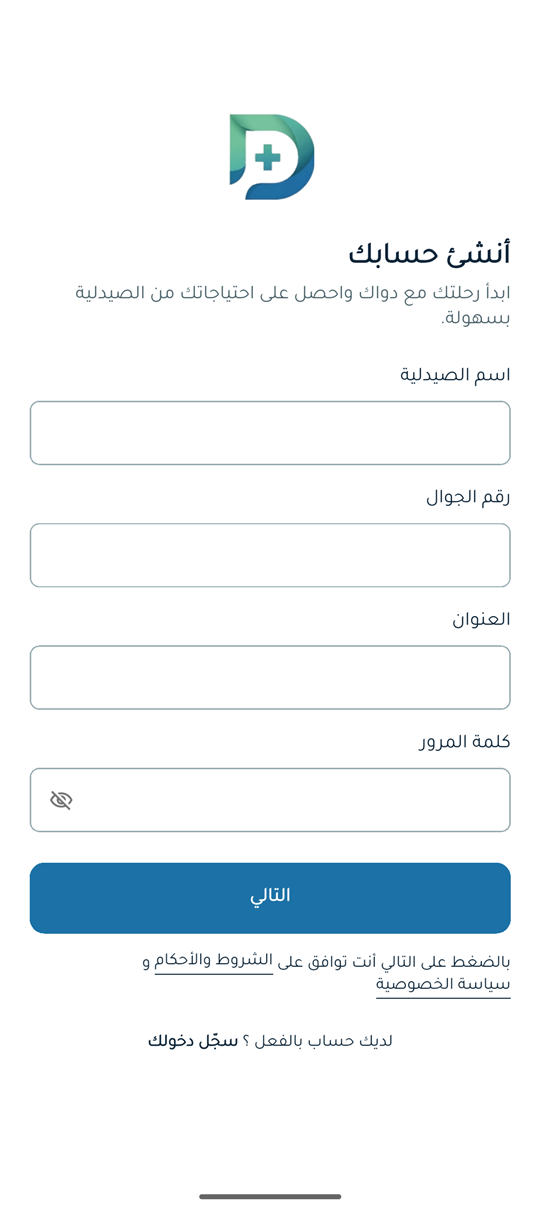 أنشئ حسابك
ابدأ رحلتك مع دواك واحصل على احتياجاتك من الصيدلية
بسهولة.
اسم الصيدلية
رقم الجوال
العنوان
كلمة المرور
التالي
بالضغط على التالي أنت توافق على الشروط والأحكام و
سياسة الخصوصية
لديك حساب بالفعل ؟ سجّل دخولك